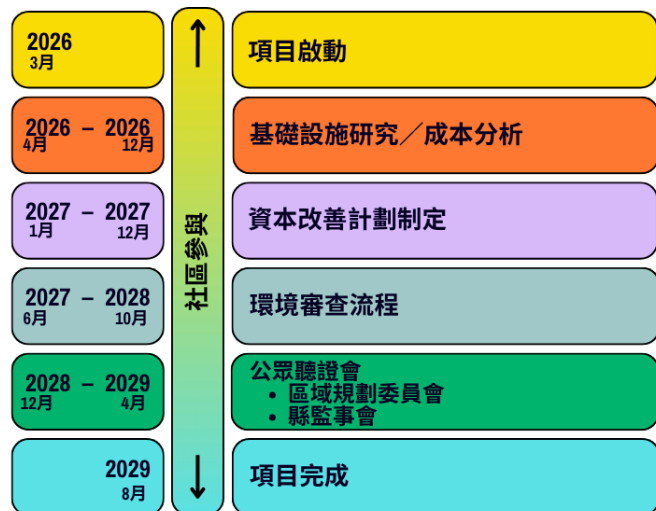 2026
3月
項目啟動
2026 – 2026
4月 12月
基礎設施研究／成本分析
2027 – 2027
1月 12月
資本改善計劃制定
社區參與
2027 – 2028
6月 10月
環境審查流程
2028 – 2029
12月 4月
公眾聽證會
• 區域規劃委員會
• 縣監事會
2029
8月
項目完成